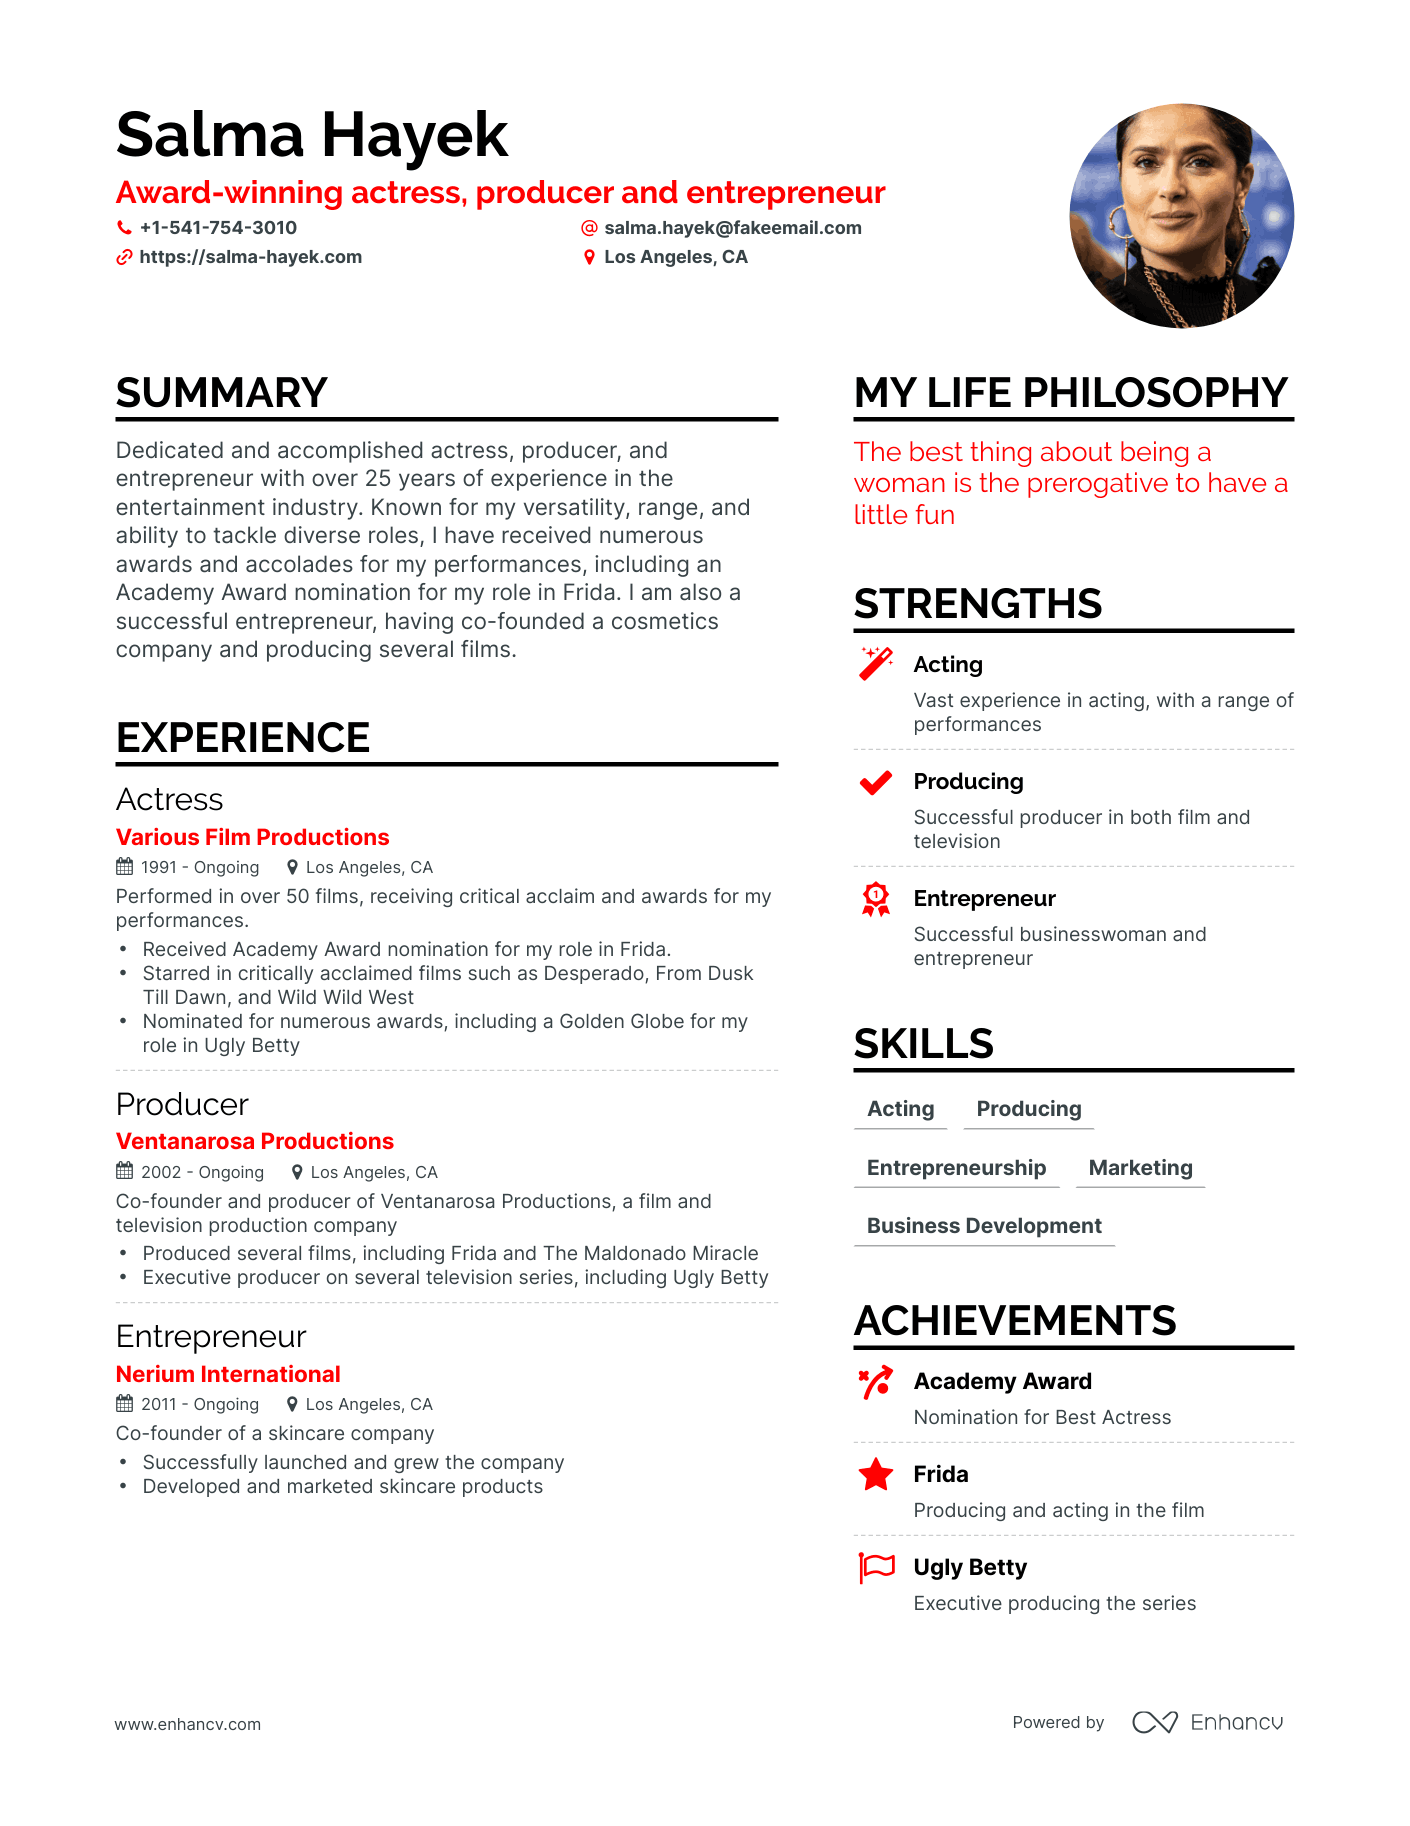 Salma Hayek
Award-winning actress, producer and entrepreneur
+1-541-754-3010
salma.hayek@fakeemail.com
https://salma-hayek.com
Los Angeles, CA
SUMMARY
Dedicated and accomplished actress, producer, and
entrepreneur with over 25 years of experience in the
entertainment industry. Known for my versatility, range, and
ability to tackle diverse roles, I have received numerous
awards and accolades for my performances, including an
Academy Award nomination for my role in Frida. I am also a
successful entrepreneur, having co-founded a cosmetics
company and producing several films.
EXPERIENCE
Actress
Various Film Productions
1991 - Ongoing Los Angeles, CA
Performed in over 50 films, receiving critical acclaim and awards for my
performances.
• Received Academy Award nomination for my role in Frida.
• Starred in critically acclaimed films such as Desperado, From Dusk
Till Dawn, and Wild Wild West
• Nominated for numerous awards, including a Golden Globe for my
role in Ugly Betty
Producer
Ventanarosa Productions
2002 - Ongoing Los Angeles, CA
Co-founder and producer of Ventanarosa Productions, a film and
television production company
• Produced several films, including Frida and The Maldonado Miracle
• Executive producer on several television series, including Ugly Betty
Entrepreneur
Nerium International
2011 - Ongoing Los Angeles, CA
Co-founder of a skincare company
• Successfully launched and grew the company
• Developed and marketed skincare products
MY LIFE PHILOSOPHY
The best thing about being a
woman is the prerogative to have a
little fun
STRENGTHS
Acting
Vast experience in acting, with a range of
performances
Producing
Successful producer in both film and
television
1
Entrepreneur
Successful businesswoman and
entrepreneur
SKILLS
Acting Producing
Entrepreneurship Marketing
Business Development
ACHIEVEMENTS
Academy Award
Nomination for Best Actress
Frida
Producing and acting in the film
Ugly Betty
Executive producing the series
www.enhancv.com
Powered by Enhancv